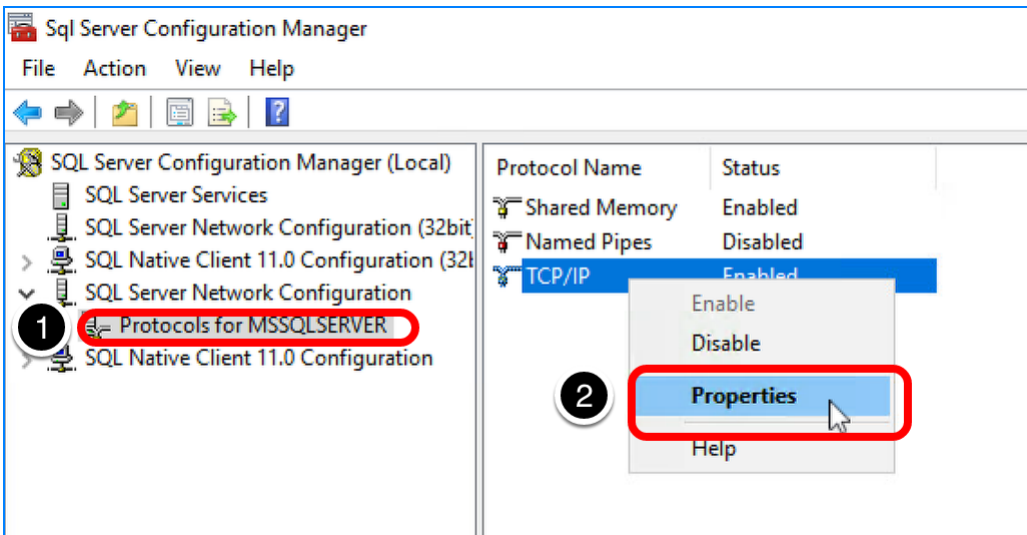 Sql Server Configuration Manager
File Action View Help
SQL Server Configuration Manager (Local)
SQL Server Services
SQL Server Network Configuration (32bit
SQL Native Client 11.0 Configuration (32b
SQL Server Network Configuration
1
Protocols for MSSQLSERVER
SQL Native Client 11.0 Configuration
Protocol Name Status
Shared Memory Enabled
Named Pipes Disabled
TCP/IP Enabled
Enable
Disable
2
Properties
Help